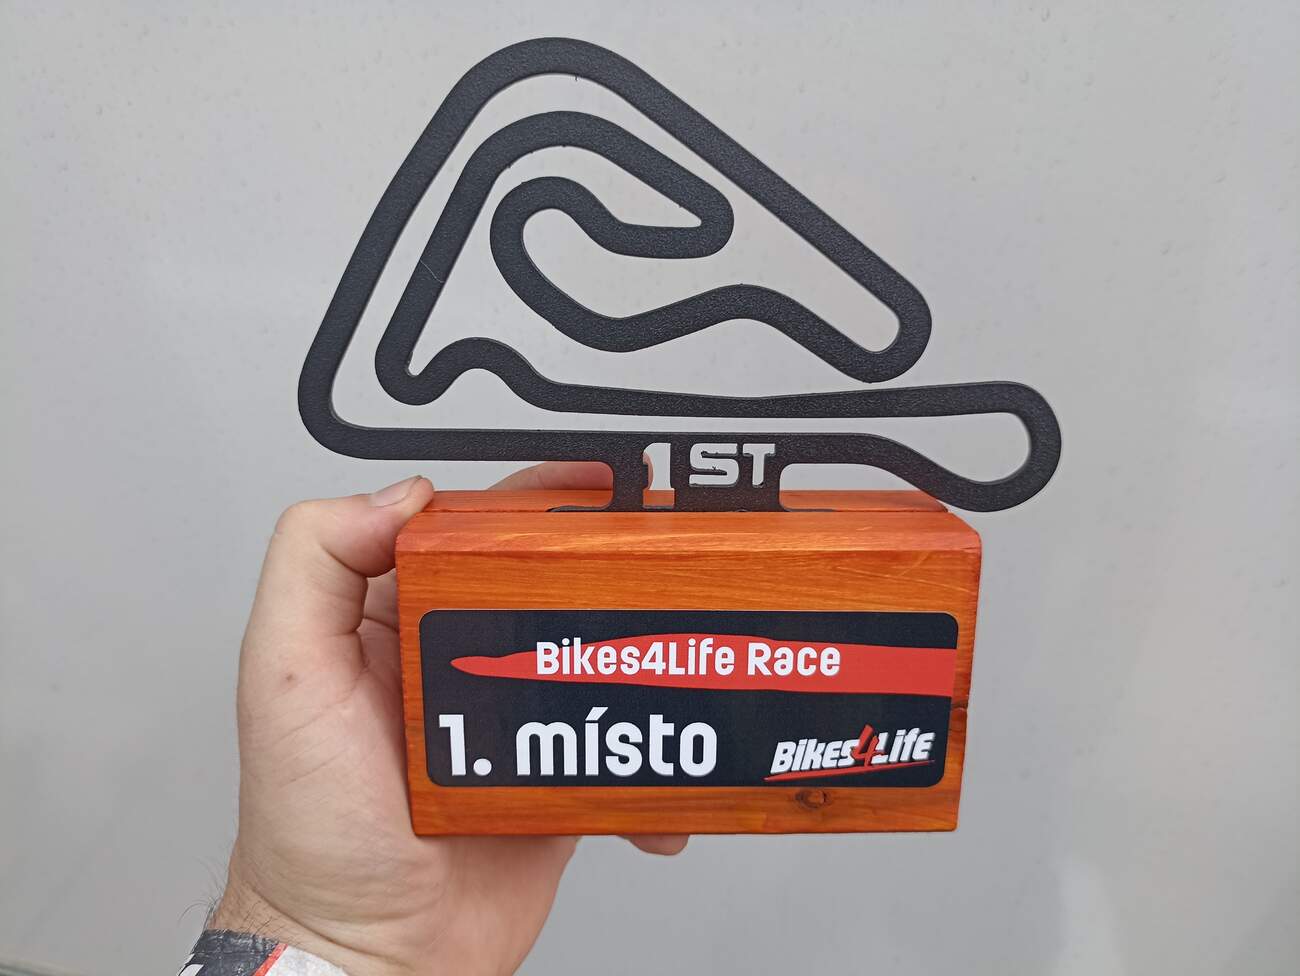 1ST
Bikes4Life Race
1. místo
Bikes4Life